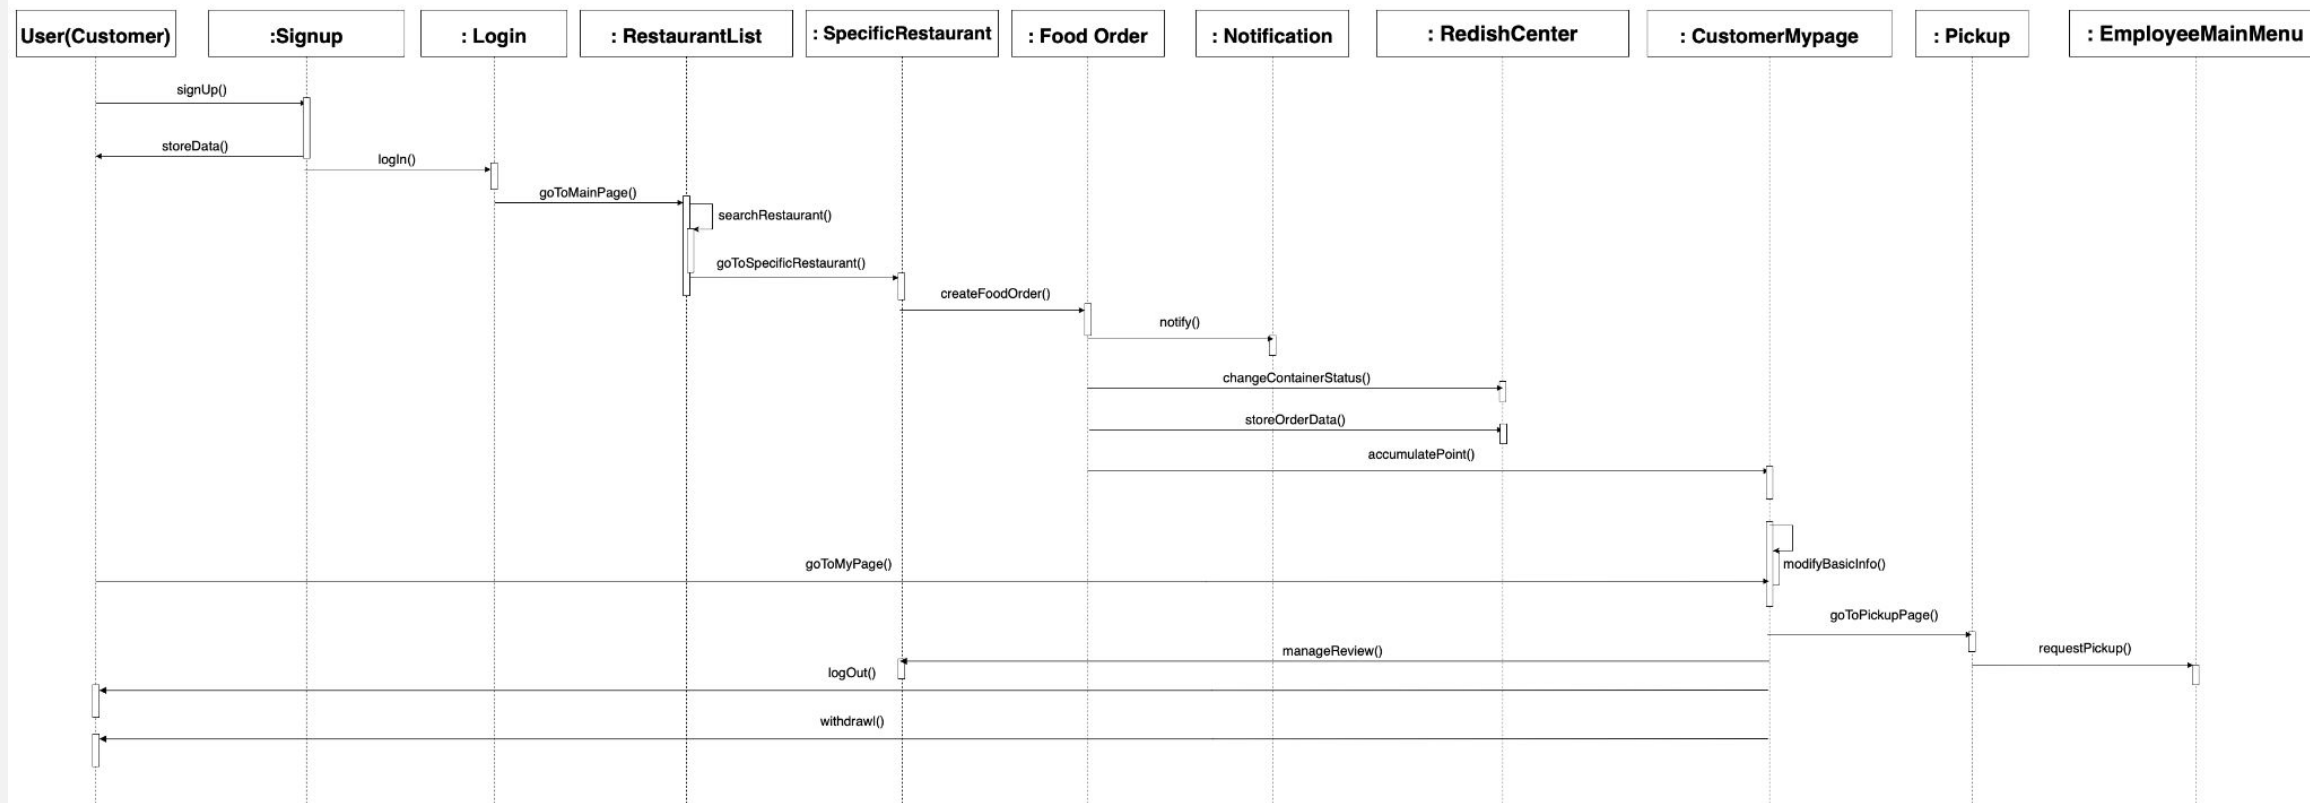 User(Customer)
:Signup
: Login
: RestaurantList
: SpecificRestaurant
: Food Order
: Notification
: RedishCenter
: CustomerMypage
: Pickup
: EmployeeMainMenu
signUp()
storeData()
logIn()
goToMainPage()
searchRestaurant()
goToSpecificRestaurant()
createFoodOrder()
notify()
changeContainerStatus()
storeOrderData()
accumulatePoint()
goToMyPage()
modifyBasicInfo()
goToPickupPage()
manageReview()
requestPickup()
logOut()
withdrawl()